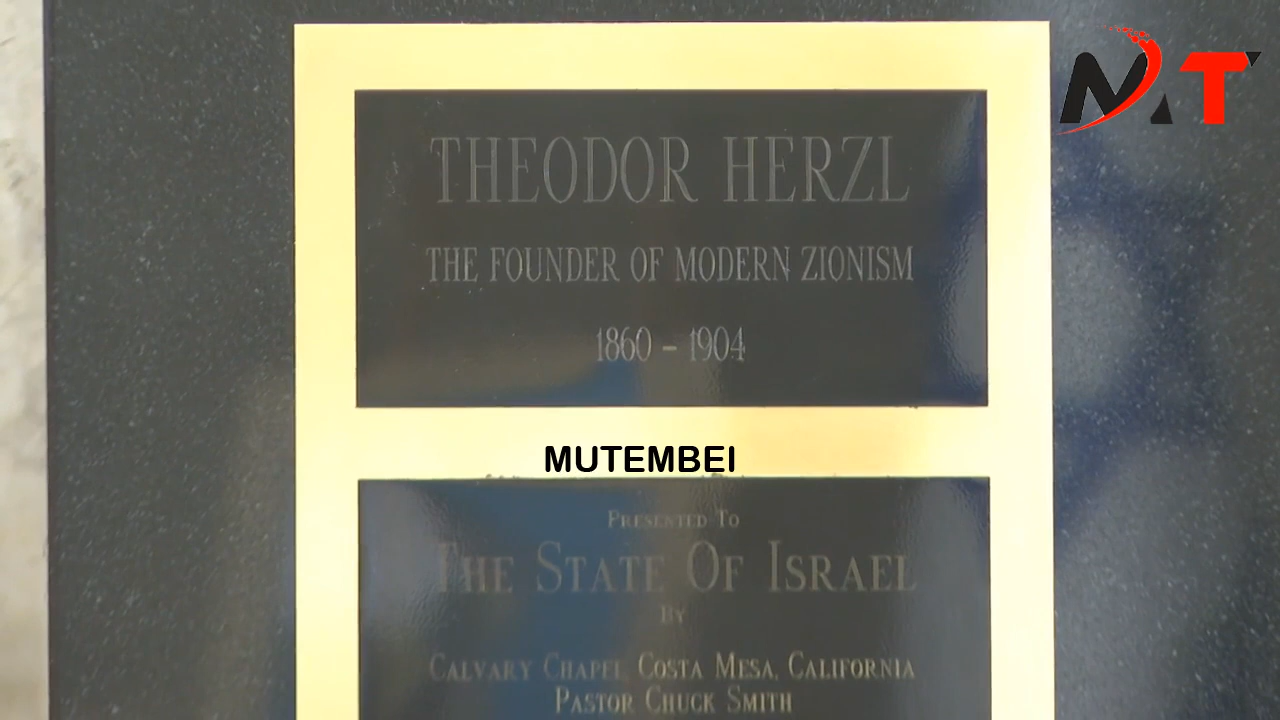 MT
THEODOR HERZL
THE FOUNDER OF MODERN ZIONISM
1860 – 1904
MUTEMBEI
PRESENTED TO
THE STATE OF ISRAEL
BY
CALVARY CHAPEL, COSTA MESA, CALIFORNIA
PASTOR CHUCK SMITH